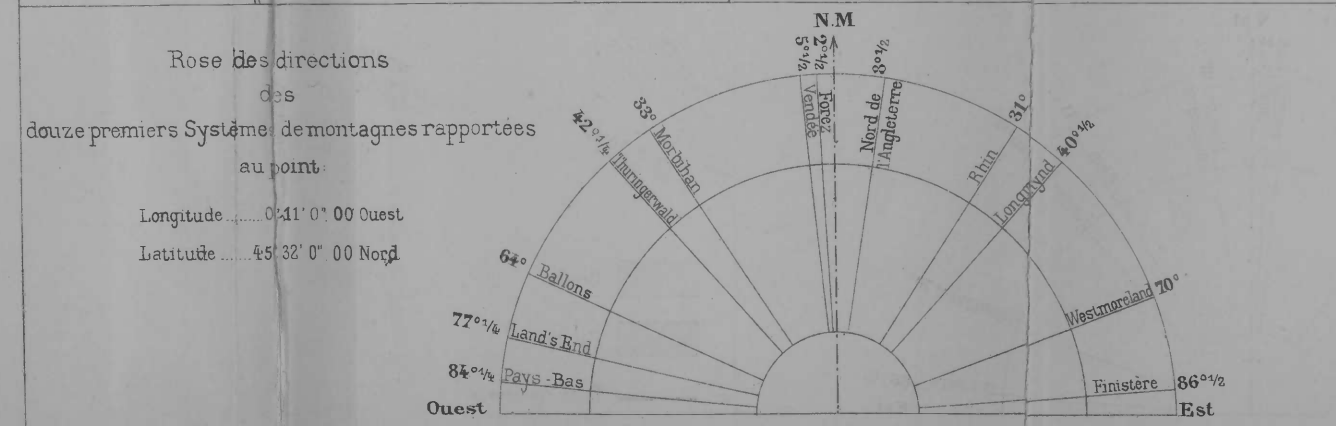 Rose des directions
des
douze premiers Système de montagnes rapportées
au point:
Longitude ....... 0° 11' 0". 00 Ouest
Latitude ....... 45° 32' 0" 00 Nord
N.M
Ouest
84°1/4 Pays-Bas
77°1/4 Land's End
64° Ballons
42°3/4 Thuringerwald
33° Morbihan
5°1/2 Vendée
2°1/2 Forez
8°1/2 Nord de
l'Angleterre
31° Rhin
40°1/2 Longmynd
70° Westmoreland
86°1/2 Finistère
Est